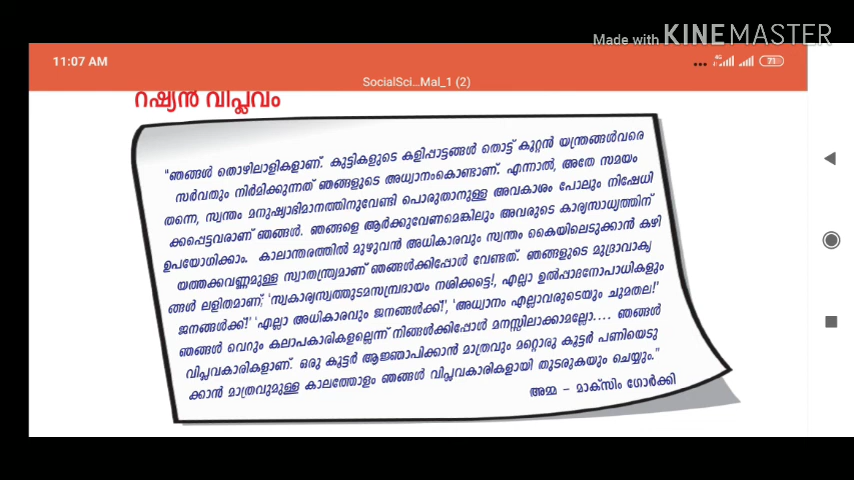 Made with KINEMASTER
11:07 AM
4G
71
SocialSci...Mal_1 (2)
റഷ്യൻ വിപ്ലവം
"ഞങ്ങൾ തൊഴിലാളികളാണ്. കുട്ടികളുടെ കളിപ്പാട്ടങ്ങൾ തൊട്ട് കൂറ്റൻ യന്ത്രങ്ങൾവരെ
സർവതും നിർമിക്കുന്നത് ഞങ്ങളുടെ അധ്വാനംകൊണ്ടാണ്. എന്നാൽ, അതേ സമയം
തന്നെ, സ്വന്തം മനുഷ്യാഭിമാനത്തിനുവേണ്ടി പൊരുതാനുള്ള അവകാശം പോലും നിഷേധി
ക്കപ്പെട്ടവരാണ് ഞങ്ങൾ. ഞങ്ങളെ ആർക്കുവേണമെങ്കിലും അവരുടെ കാര്യസാധ്യത്തിന്
ഉപയോഗിക്കാം. കാലാന്തരത്തിൽ മുഴുവൻ അധികാരവും സ്വന്തം കൈയിലെടുക്കാൻ കഴി
യത്തക്കവണ്ണമുള്ള സ്വാതന്ത്ര്യമാണ് ഞങ്ങൾക്കിപ്പോൾ വേണ്ടത്. ഞങ്ങളുടെ മുദ്രാവാക്യ
ങ്ങൾ ലളിതമാണ്; 'സ്വകാര്യസ്വത്തുടമസമ്പ്രദായം നശിക്കട്ടെ!, എല്ലാ ഉൽപ്പാദനോപാധികളും
ജനങ്ങൾക്ക്!' 'എല്ലാ അധികാരവും ജനങ്ങൾക്ക്!', 'അധ്വാനം എല്ലാവരുടെയും ചുമതല!'
ഞങ്ങൾ വെറും കലാപകാരികളല്ലെന്ന് നിങ്ങൾക്കിപ്പോൾ മനസ്സിലാക്കാമല്ലോ.... ഞങ്ങൾ
വിപ്ലവകാരികളാണ്. ഒരു കൂട്ടർ ആജ്ഞാപിക്കാൻ മാത്രവും മറ്റൊരു കൂട്ടർ പണിയെടു
ക്കാൻ മാത്രവുമുള്ള കാലത്തോളം ഞങ്ങൾ വിപ്ലവകാരികളായി തുടരുകയും ചെയ്യും."
അമ്മ – മാക്സിം ഗോർക്കി